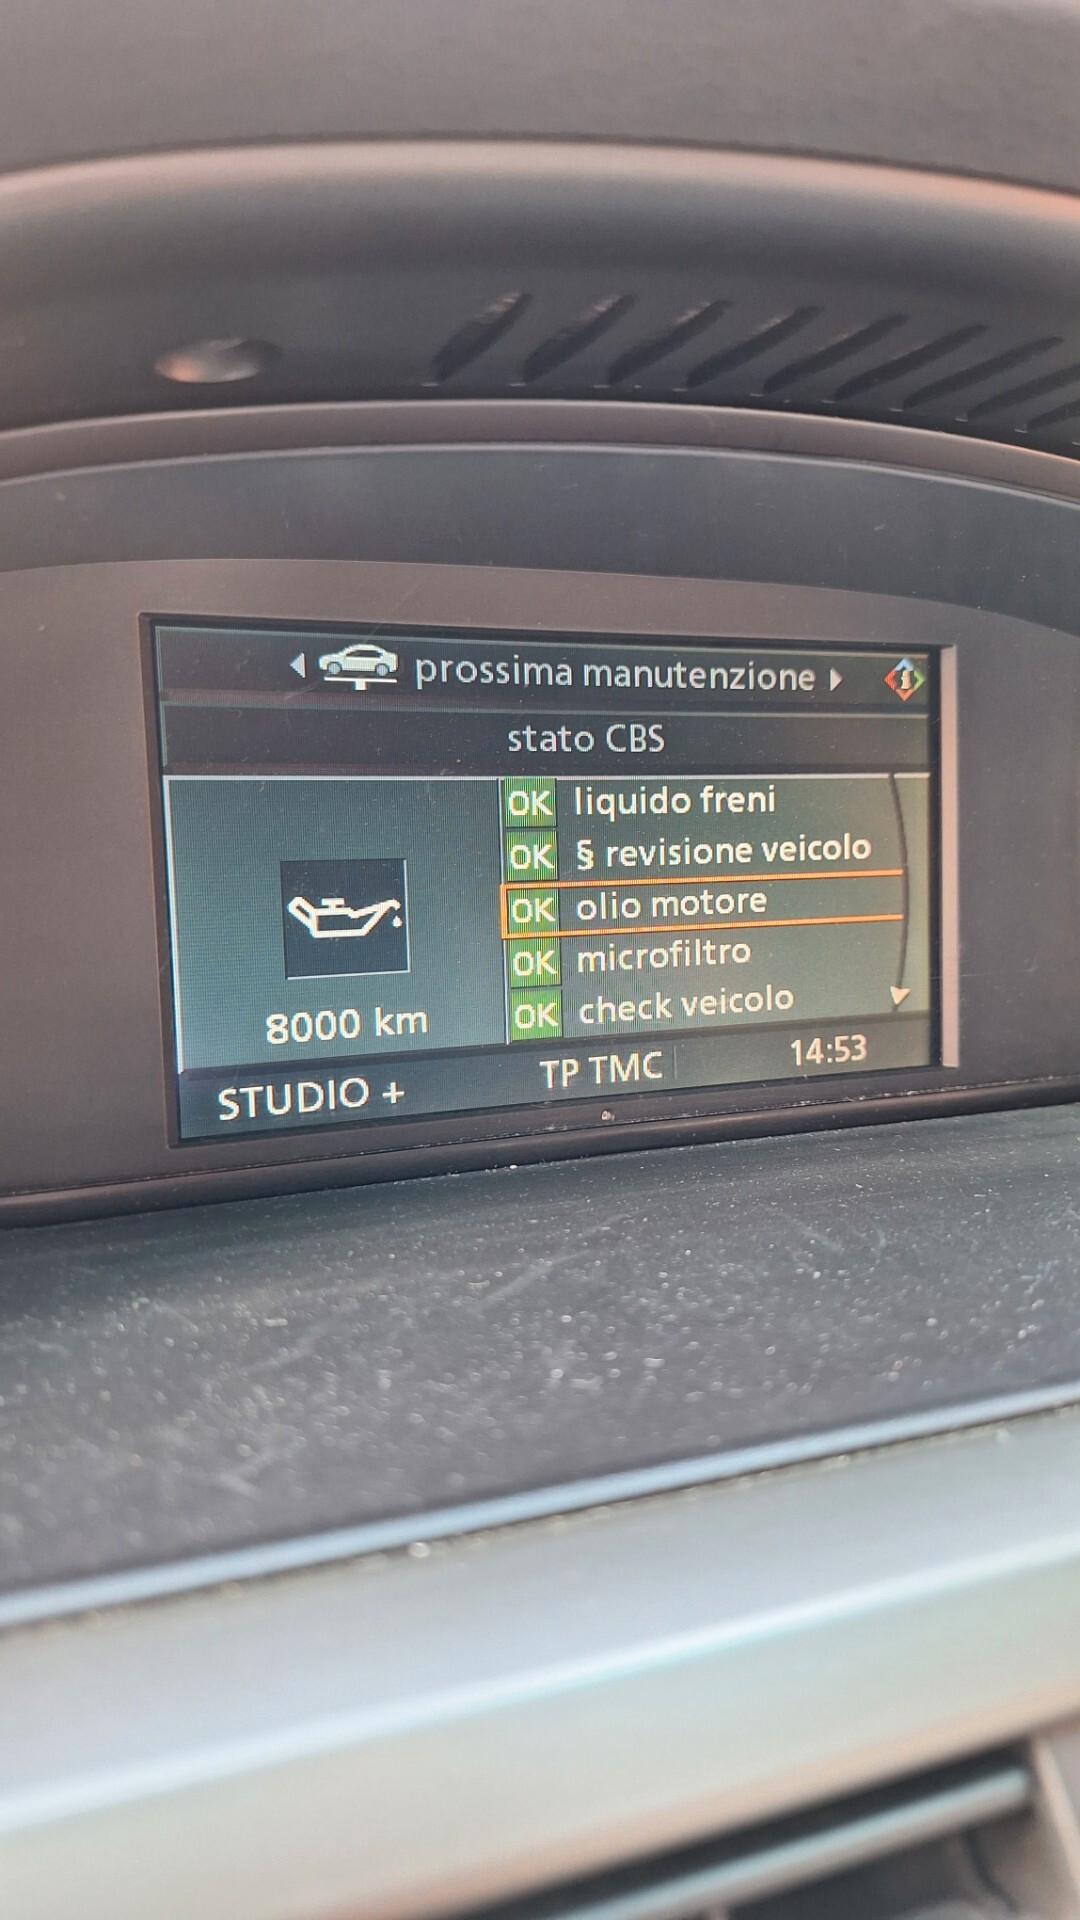 prossima manutenzione
stato CBS
OK liquido freni
OK § revisione veicolo
OK olio motore
OK microfiltro
OK check veicolo
8000 km
STUDIO +
TP TMC
14:53